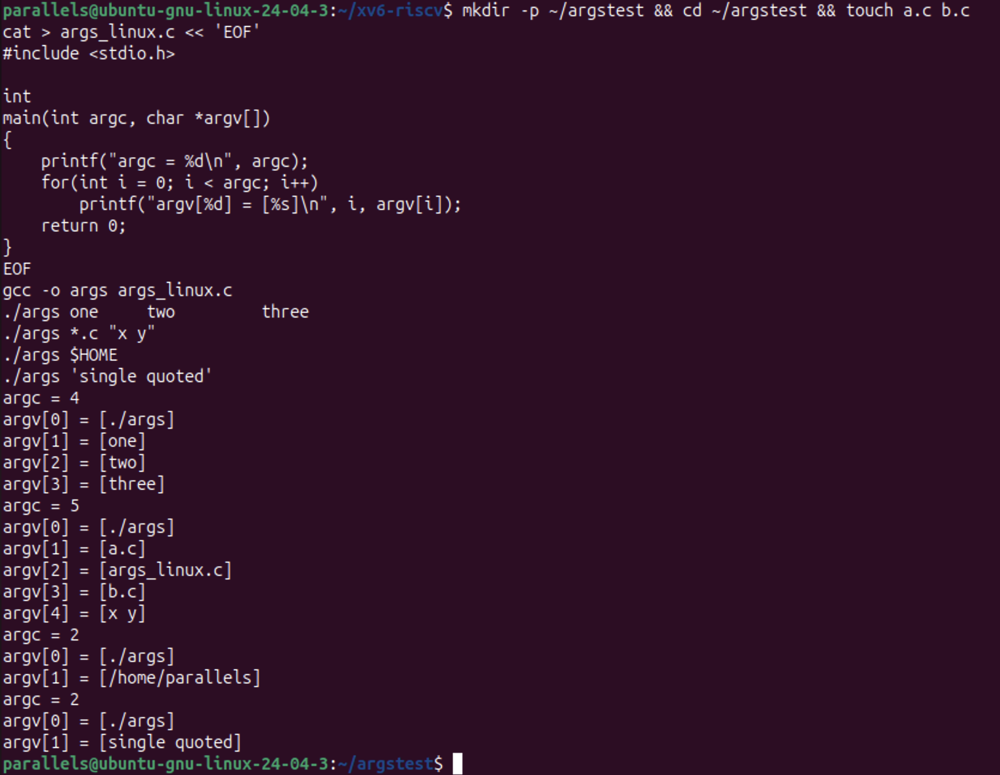 parallels@ubuntu-gnu-linux-24-04-3:~/xv6-riscv$ mkdir -p ~/argstest && cd ~/argstest && touch a.c b.c
cat > args_linux.c << 'EOF'
#include <stdio.h>

int
main(int argc, char *argv[])
{
    printf("argc = %d\n", argc);
    for(int i = 0; i < argc; i++)
        printf("argv[%d] = [%s]\n", i, argv[i]);
    return 0;
}
EOF
gcc -o args args_linux.c
./args one     two         three
./args *.c "x y"
./args $HOME
./args 'single quoted'
argc = 4
argv[0] = [./args]
argv[1] = [one]
argv[2] = [two]
argv[3] = [three]
argc = 5
argv[0] = [./args]
argv[1] = [a.c]
argv[2] = [args_linux.c]
argv[3] = [b.c]
argv[4] = [x y]
argc = 2
argv[0] = [./args]
argv[1] = [/home/parallels]
argc = 2
argv[0] = [./args]
argv[1] = [single quoted]
parallels@ubuntu-gnu-linux-24-04-3:~/argstest$